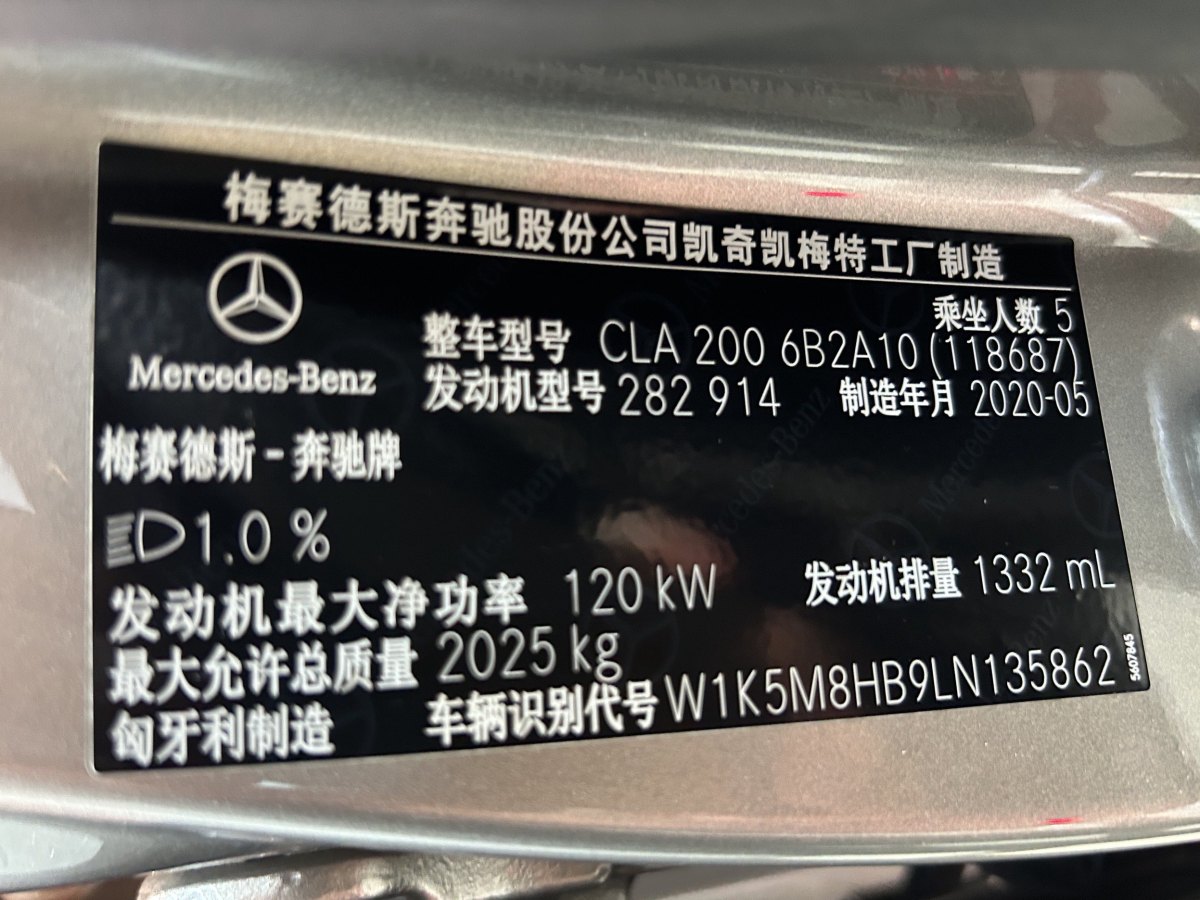 梅赛德斯奔驰股份公司凯奇凯梅特工厂制造
乘坐人数 5
Mercedes-Benz
整车型号 CLA 200 6B2A10 (118687)
发动机型号 282 914 制造年月 2020-05
梅赛德斯-奔驰牌
1.0 %
发动机最大净功率 120 kW 发动机排量 1332 mL
最大允许总质量 2025 kg
匈牙利制造 车辆识别代号 W1K5M8HB9LN135862
5607845